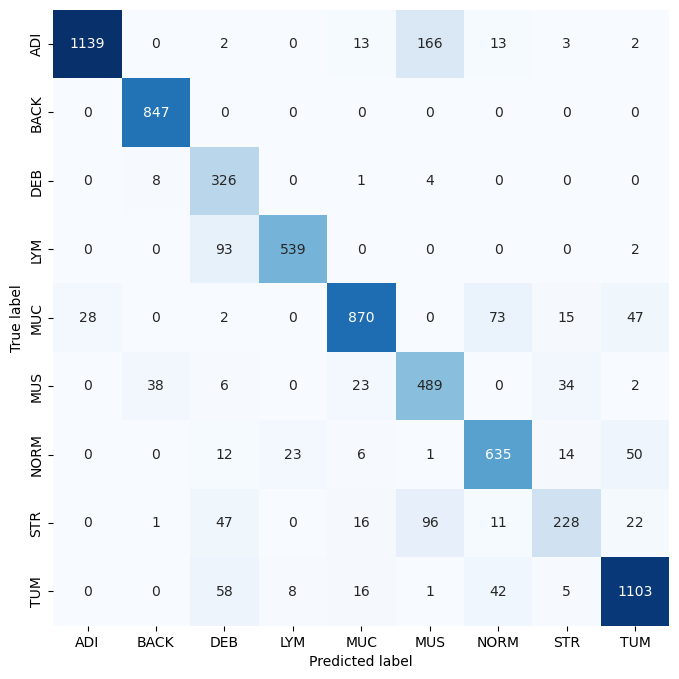 True label
ADI 1139 0 2 0 13 166 13 3 2
BACK 0 847 0 0 0 0 0 0 0
DEB 0 8 326 0 1 4 0 0 0
LYM 0 0 93 539 0 0 0 0 2
MUC 28 0 2 0 870 0 73 15 47
MUS 0 38 6 0 23 489 0 34 2
NORM 0 0 12 23 6 1 635 14 50
STR 0 1 47 0 16 96 11 228 22
TUM 0 0 58 8 16 1 42 5 1103
ADI BACK DEB LYM MUC MUS NORM STR TUM
Predicted label